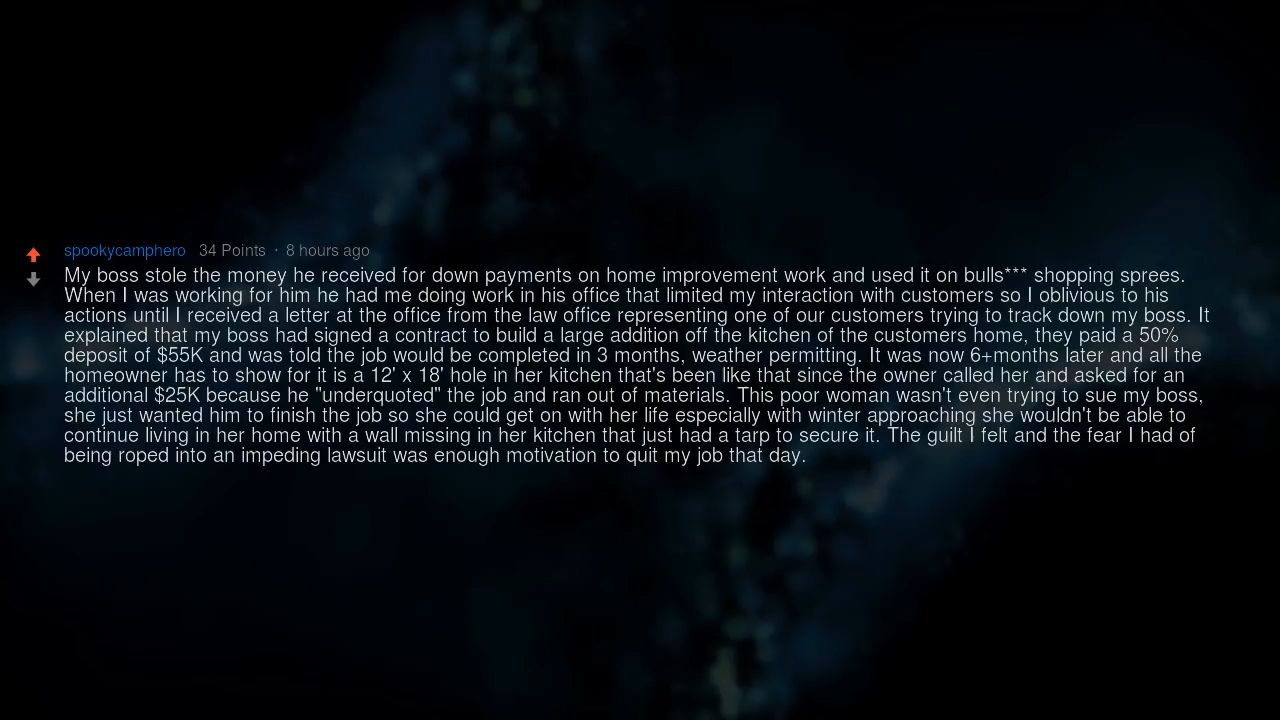 spookycamphero 34 Points · 8 hours ago
My boss stole the money he received for down payments on home improvement work and used it on bulls*** shopping sprees.
When I was working for him he had me doing work in his office that limited my interaction with customers so I oblivious to his
actions until I received a letter at the office from the law office representing one of our customers trying to track down my boss. It
explained that my boss had signed a contract to build a large addition off the kitchen of the customers home, they paid a 50%
deposit of $55K and was told the job would be completed in 3 months, weather permitting. It was now 6+months later and all the
homeowner has to show for it is a 12' x 18' hole in her kitchen that's been like that since the owner called her and asked for an
additional $25K because he "underquoted" the job and ran out of materials. This poor woman wasn't even trying to sue my boss,
she just wanted him to finish the job so she could get on with her life especially with winter approaching she wouldn't be able to
continue living in her home with a wall missing in her kitchen that just had a tarp to secure it. The guilt I felt and the fear I had of
being roped into an impeding lawsuit was enough motivation to quit my job that day.